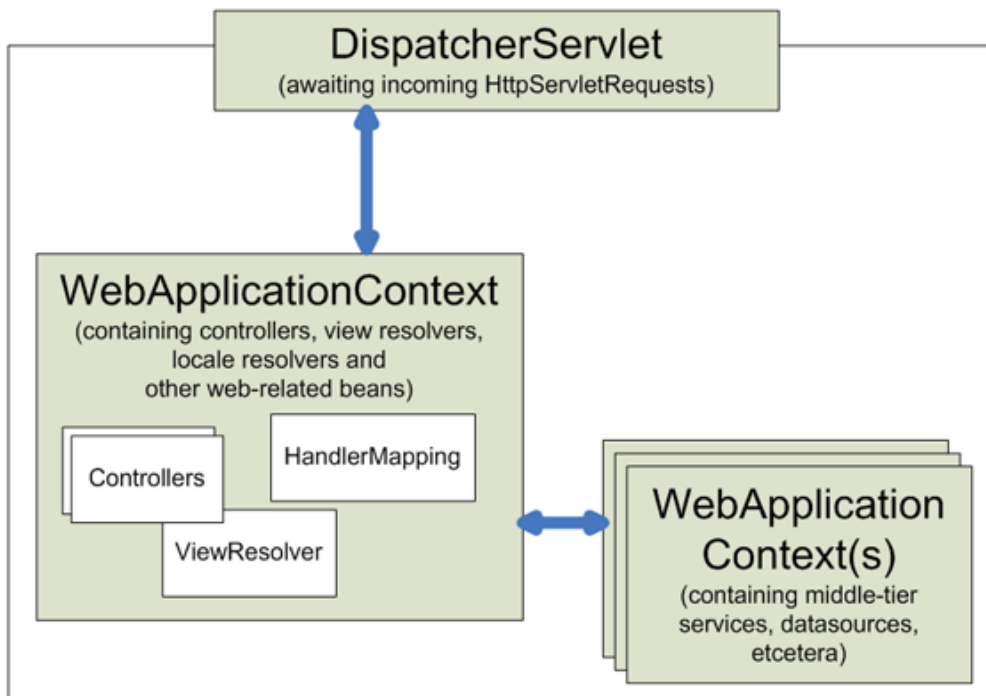 DispatcherServlet
(awaiting incoming HttpServletRequests)
WebApplicationContext
(containing controllers, view resolvers,
locale resolvers and
other web-related beans)
Controllers
HandlerMapping
ViewResolver
WebApplication
Context(s)
(containing middle-tier
services, datasources,
etcetera)